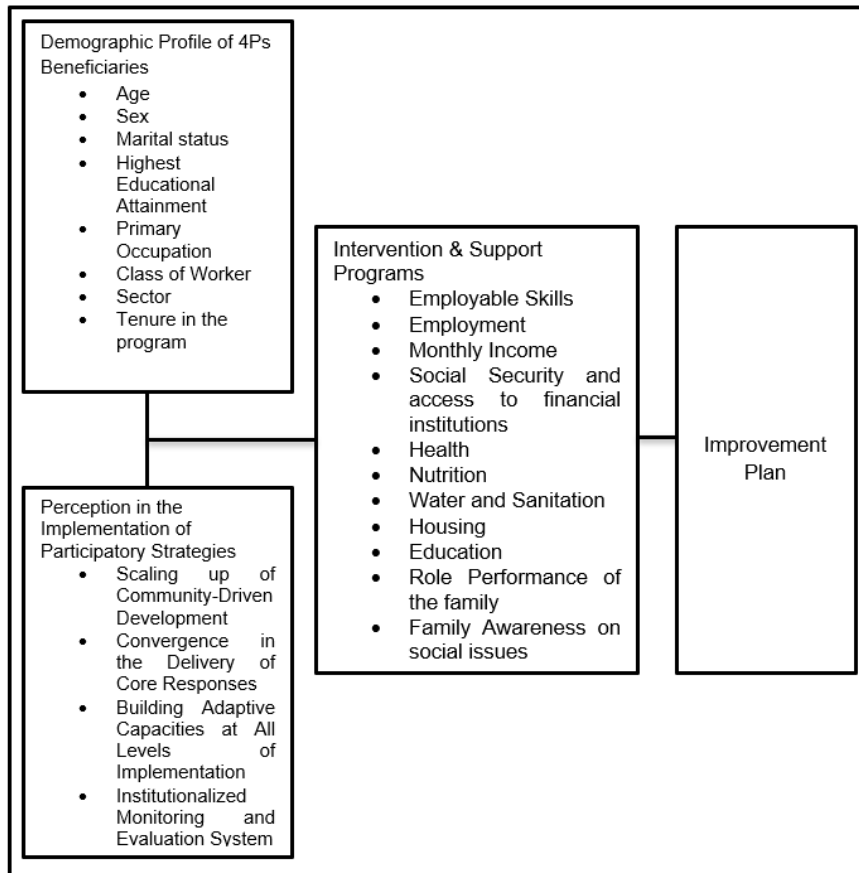 Demographic Profile of 4Ps
Beneficiaries
• Age
• Sex
• Marital status
• Highest
Educational
Attainment
• Primary
Occupation
• Class of Worker
• Sector
• Tenure in the
program
Perception in the
Implementation of
Participatory Strategies
• Scaling up of
Community-Driven
Development
• Convergence in
the Delivery of
Core Responses
• Building Adaptive
Capacities at All
Levels of
Implementation
• Institutionalized
Monitoring and
Evaluation System
Intervention & Support
Programs
• Employable Skills
• Employment
• Monthly Income
• Social Security and
access to financial
institutions
• Health
• Nutrition
• Water and Sanitation
• Housing
• Education
• Role Performance of
the family
• Family Awareness on
social issues
Improvement
Plan